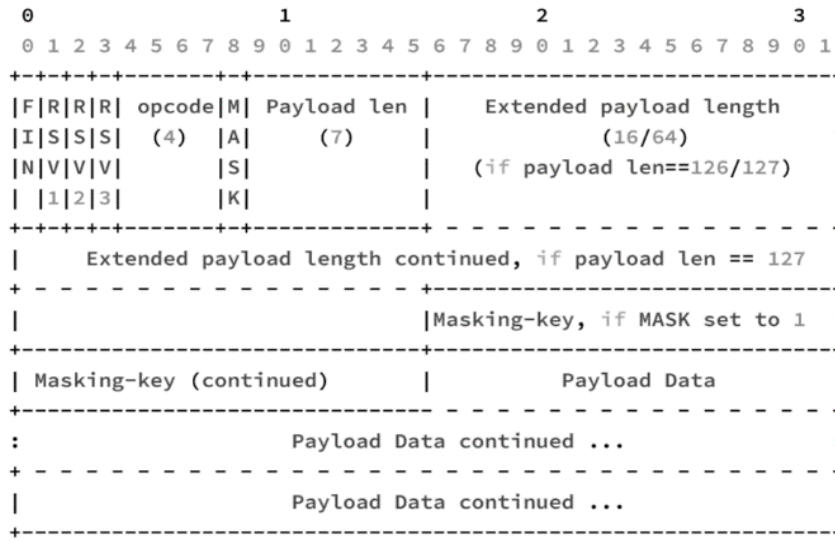 0                   1                   2                   3
0 1 2 3 4 5 6 7 8 9 0 1 2 3 4 5 6 7 8 9 0 1 2 3 4 5 6 7 8 9 0 1
+-+-+-+-+-------+-+-------------+-------------------------------
|F|R|R|R| opcode|M| Payload len |    Extended payload length
|I|S|S|S|  (4)  |A|     (7)     |             (16/64)
|N|V|V|V|       |S|             |   (if payload len==126/127)
| |1|2|3|       |K|             |
+-+-+-+-+-------+-+-------------+ - - - - - - - - - - - - - - -
|     Extended payload length continued, if payload len == 127
+ - - - - - - - - - - - - - - - +-------------------------------
|                               |Masking-key, if MASK set to 1
+-------------------------------+-------------------------------
| Masking-key (continued)       |          Payload Data
+-------------------------------- - - - - - - - - - - - - - - -
:                     Payload Data continued ...
+ - - - - - - - - - - - - - - - - - - - - - - - - - - - - - - -
|                     Payload Data continued ...
+---------------------------------------------------------------